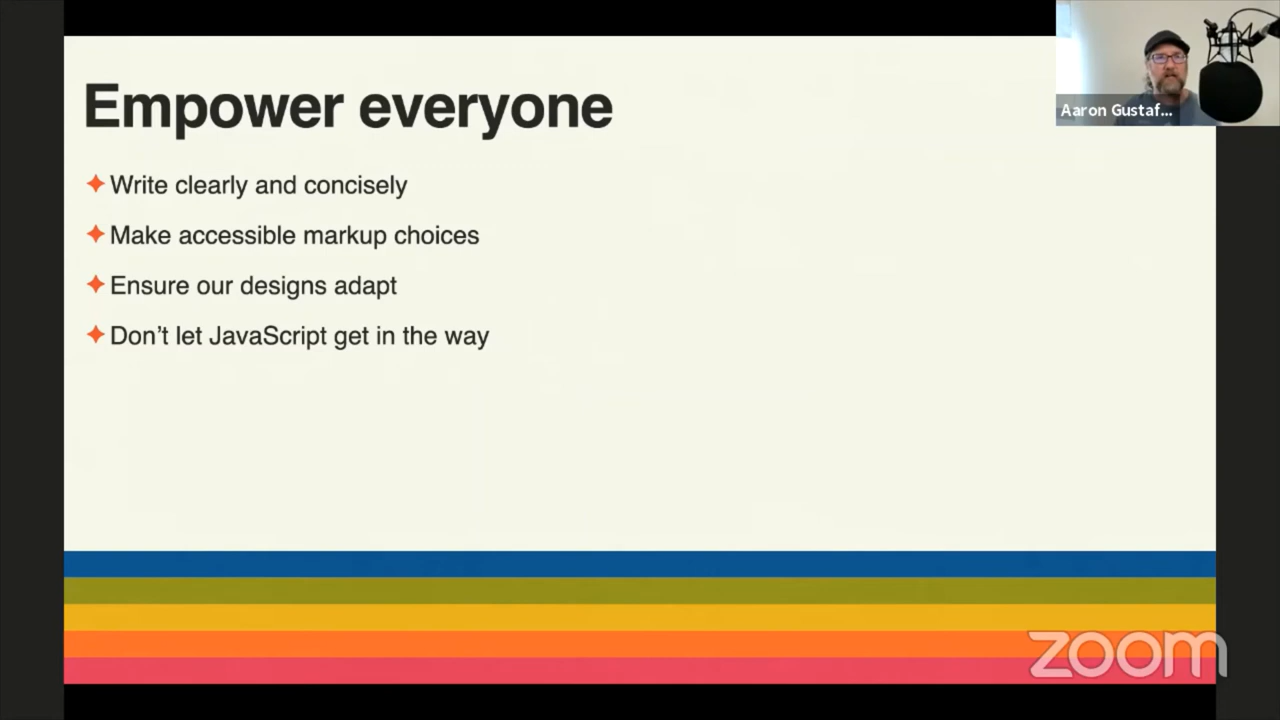 Empower everyone
Write clearly and concisely
Make accessible markup choices
Ensure our designs adapt
Don’t let JavaScript get in the way
Aaron Gustaf...
zoom